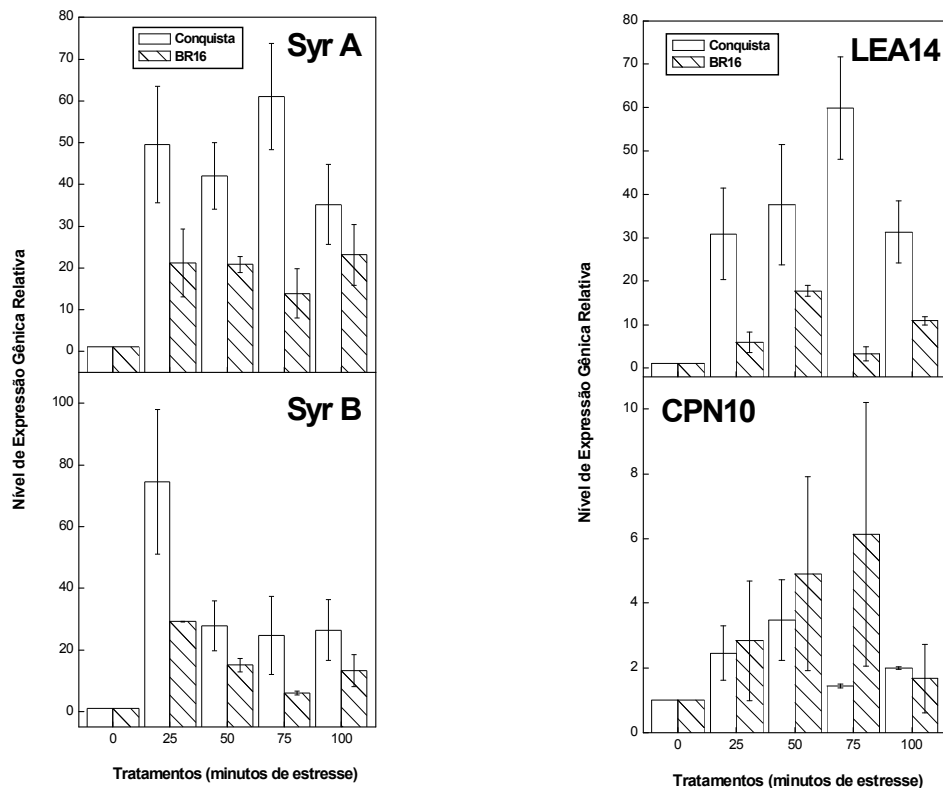 Syr A
Conquista
BR16
80
70
60
50
40
30
20
10
0
Syr B
100
80
60
40
20
0
0 25 50 75 100
Tratamentos (minutos de estresse)
Nível de Expressão Gênica Relativa
LEA14
Conquista
BR16
80
70
60
50
40
30
20
10
0
CPN10
10
8
6
4
2
0
0 25 50 75 100
Tratamentos (minutos de estresse)
Nível de Expressão Gênica Relativa